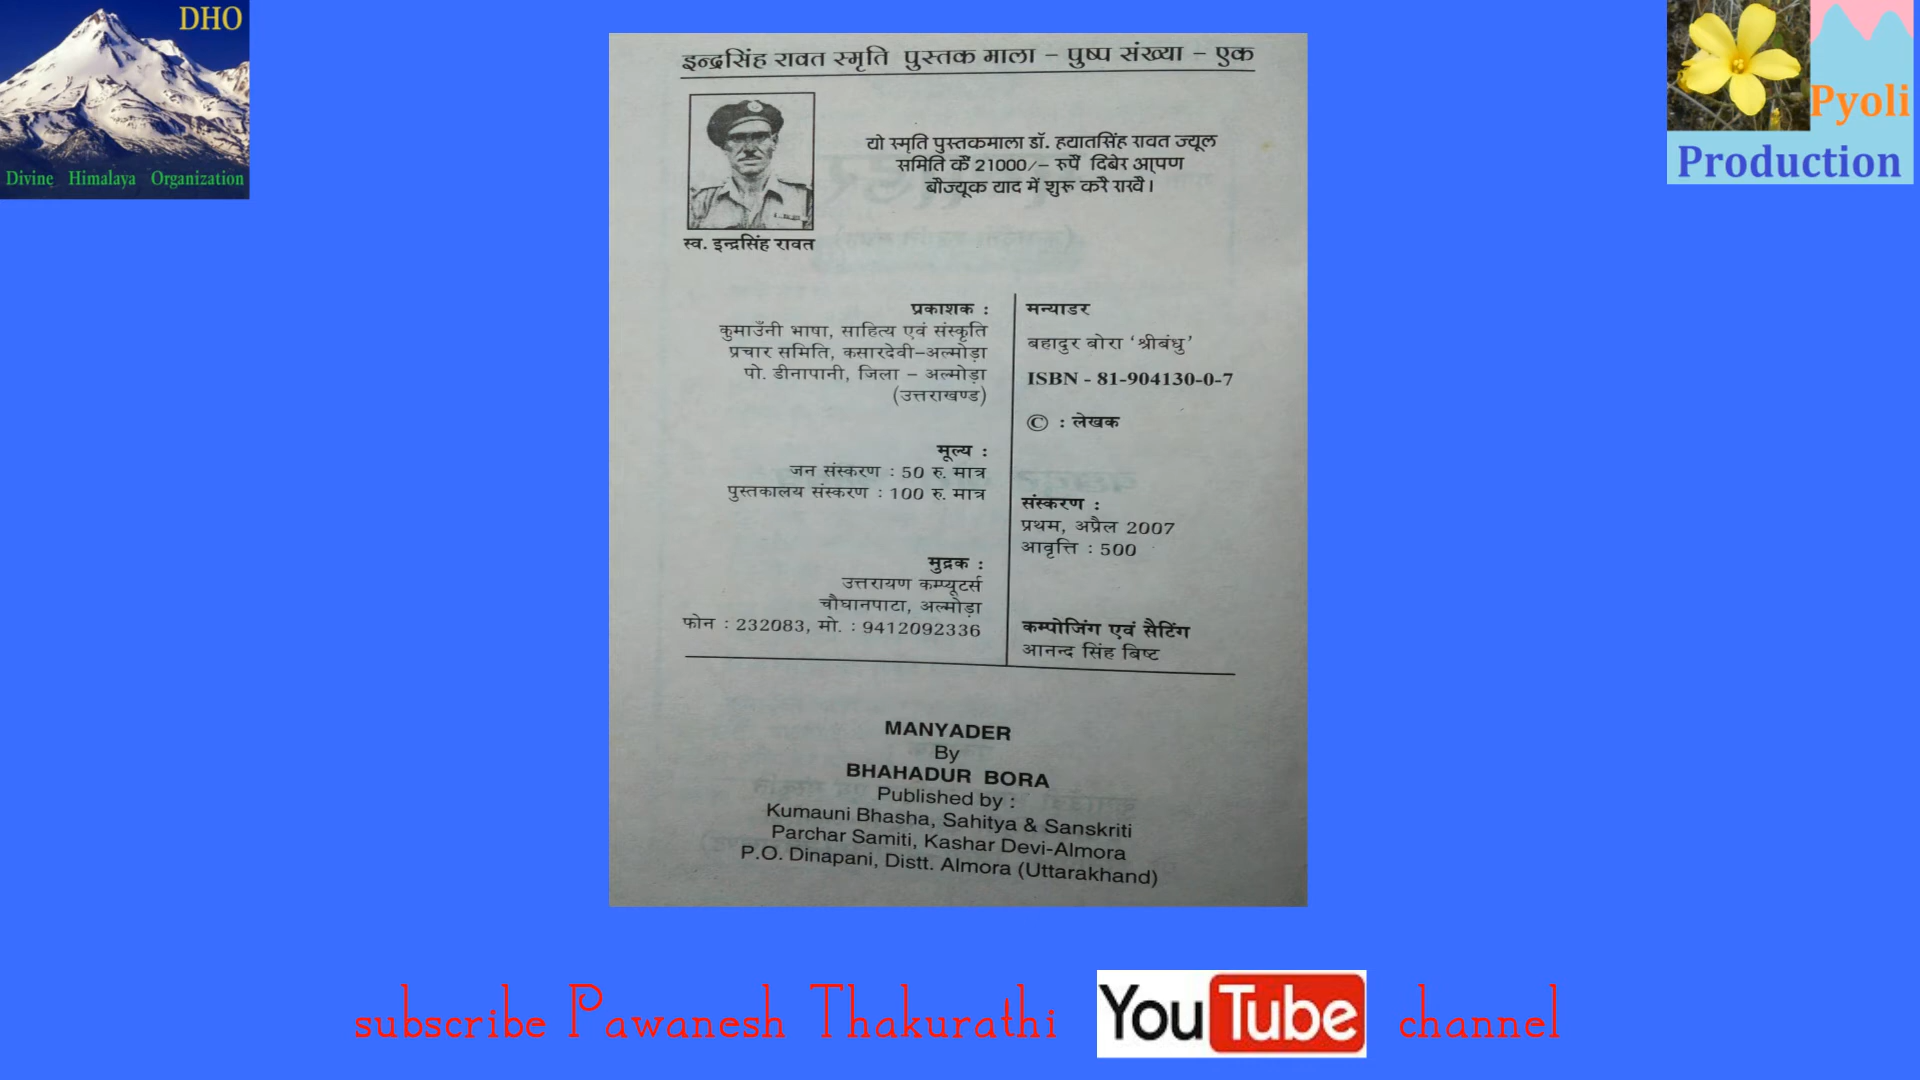 DHO
Divine Himalaya Organization
Pyoli
Production
इन्द्रसिंह रावत स्मृति पुस्तक माला - पुष्प संख्या - एक
यो स्मृति पुस्तकमाला डॉ. हयातसिंह रावत ज्यूल
समिति कैं 21000/- रुपैं दिबेर आपण
बौज्यूक याद में शुरू करै राखै।
स्व. इन्द्रसिंह रावत
प्रकाशक :
कुमाउँनी भाषा, साहित्य एवं संस्कृति
प्रचार समिति, कसारदेवी-अल्मोड़ा
पो. डीनापानी, जिला - अल्मोड़ा
(उत्तराखण्ड)
मूल्य :
जन संस्करण : 50 रु. मात्र
पुस्तकालय संस्करण : 100 रु. मात्र
मुद्रक :
उत्तरायण कम्प्यूटर्स
चौघानपाटा, अल्मोड़ा
फोन : 232083, मो. : 9412092336
मन्याडर
बहादुर बोरा ‘श्रीबंधु’
ISBN - 81-904130-0-7
© : लेखक
संस्करण :
प्रथम, अप्रैल 2007
आवृत्ति : 500
कम्पोजिंग एवं सैटिंग
आनन्द सिंह बिष्ट
MANYADER
By
BHAHADUR BORA
Published by :
Kumauni Bhasha, Sahitya & Sanskriti
Parchar Samiti, Kashar Devi-Almora
P.O. Dinapani, Distt. Almora (Uttarakhand)
subscribe Pawanesh Thakurathi YouTube channel